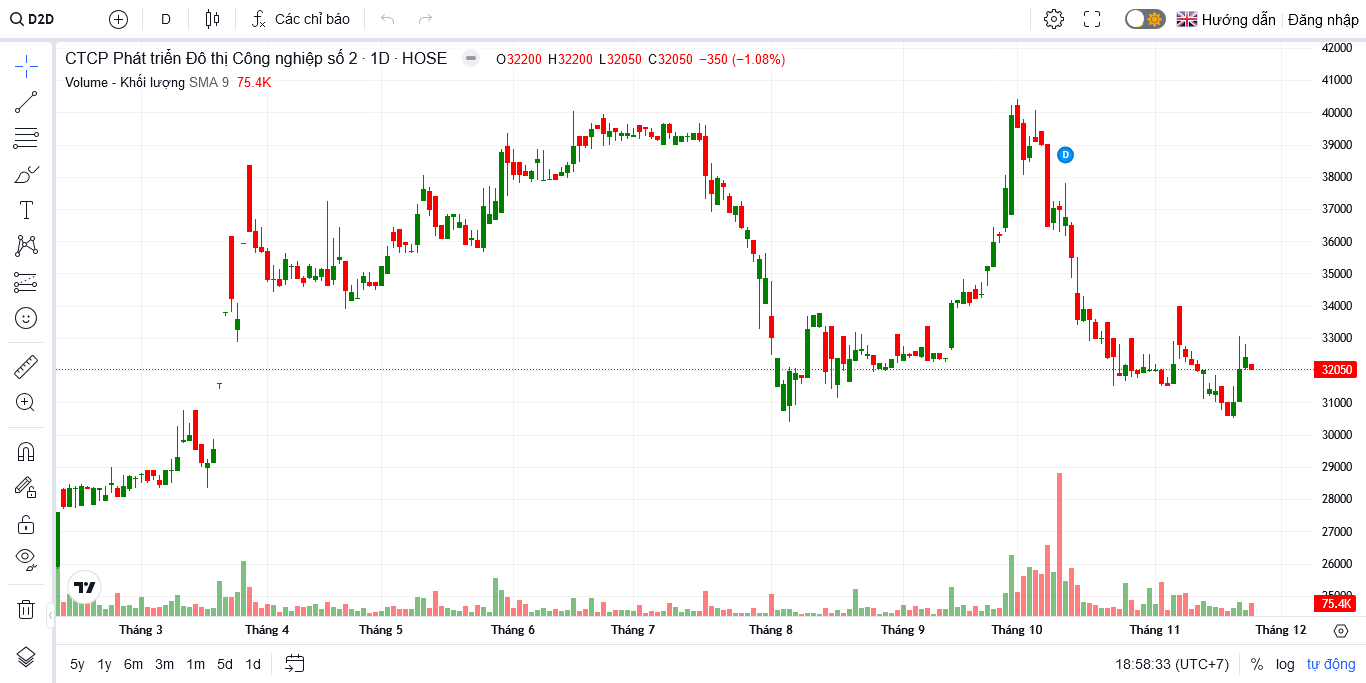 D2D D Các chỉ báo Hướng dẫn Đăng nhập
CTCP Phát triển Đô thị Công nghiệp số 2 · 1D · HOSE O32200 H32200 L32050 C32050 −350 (−1.08%)
Volume - Khối lượng SMA 9 75.4K
42000
41000
40000
39000
D
38000
37000
36000
35000
34000
33000
32050
31000
30000
29000
28000
27000
26000
25000
75.4K
Tháng 3 Tháng 4 Tháng 5 Tháng 6 Tháng 7 Tháng 8 Tháng 9 Tháng 10 Tháng 11 Tháng 12
5y 1y 6m 3m 1m 5d 1d 18:58:33 (UTC+7) % log tự động